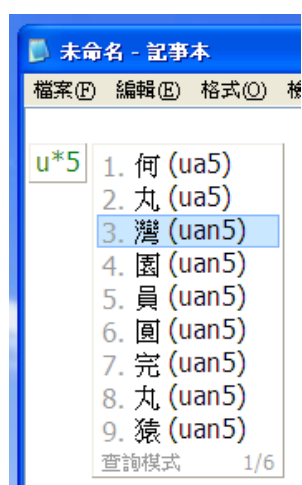 未命名 - 記事本
檔案(F) 編輯(E) 格式(O)
u*5
1. 何 (ua5)
2. 丸 (ua5)
3. 灣 (uan5)
4. 園 (uan5)
5. 員 (uan5)
6. 圓 (uan5)
7. 完 (uan5)
8. 丸 (uan5)
9. 猿 (uan5)
查詢模式 1/6